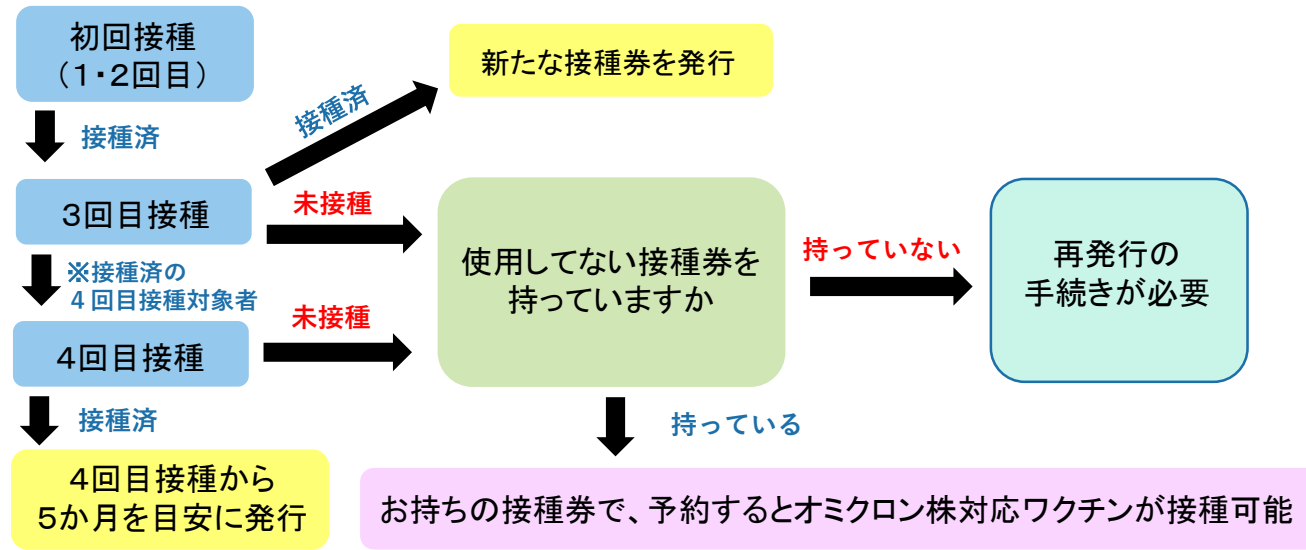 初回接種
（１・２回目）
接種済
接種済
新たな接種券を発行
３回目接種
未接種
使用してない接種券を
持っていますか
持っていない
再発行の
手続きが必要
※接種済の
４回目接種対象者
４回目接種
未接種
接種済
持っている
４回目接種から
５か月を目安に発行
お持ちの接種券で、予約するとオミクロン株対応ワクチンが接種可能